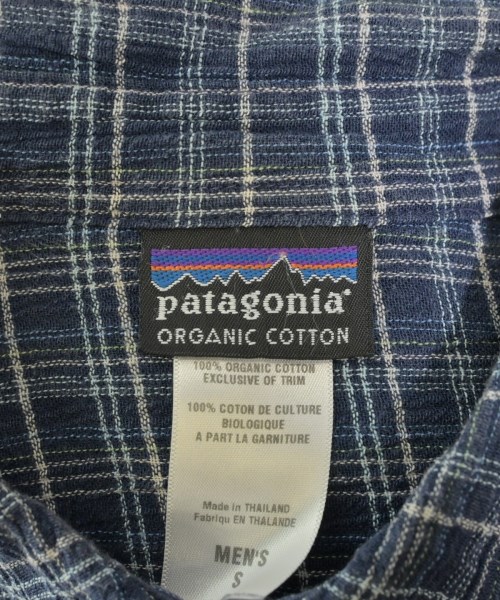 patagonia®
ORGANIC COTTON
100% ORGANIC COTTON
EXCLUSIVE OF TRIM
100% COTON DE CULTURE
BIOLOGIQUE
A PART LA GARNITURE
Made in THAILAND
Fabriqu EN THALANDE
MEN'S
S